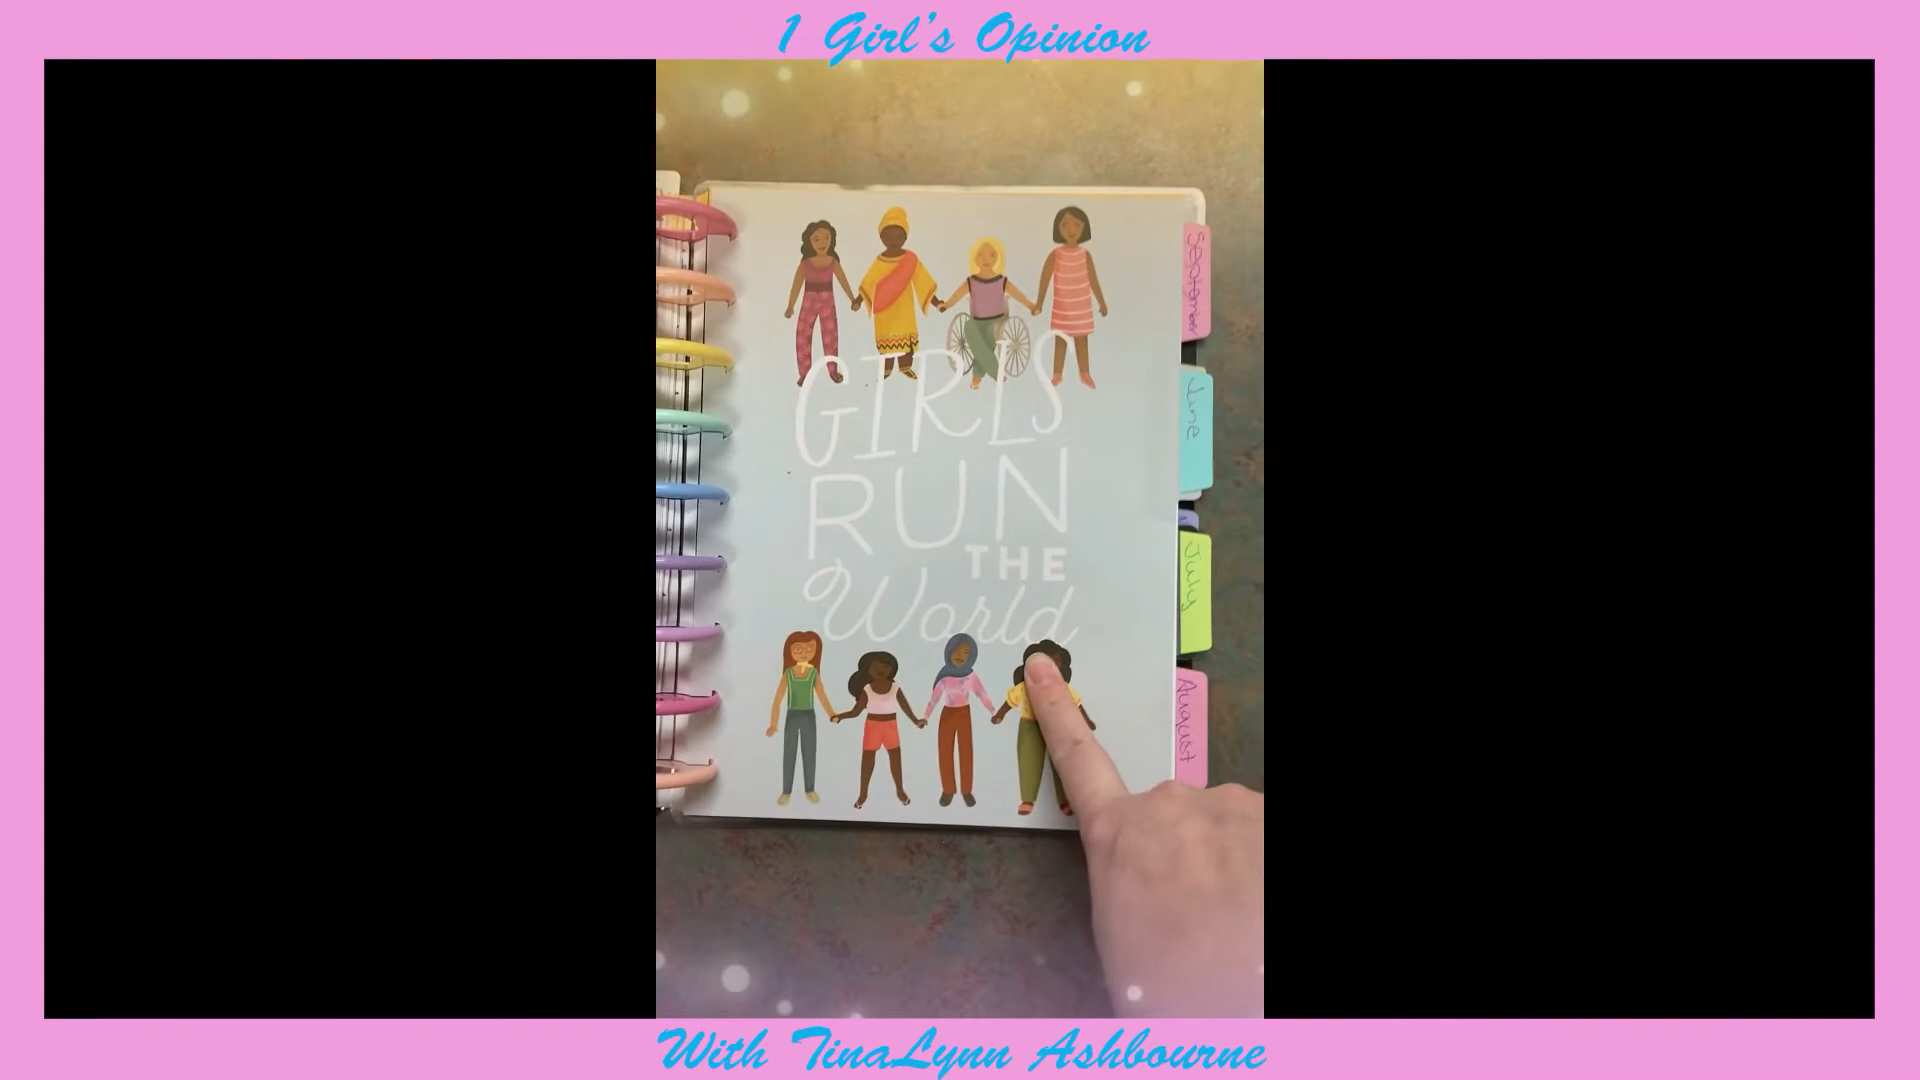 1 Girl's Opinion
GIRLS
RUN
THE
World
September
June
July
August
With TinaLynn Ashbourne